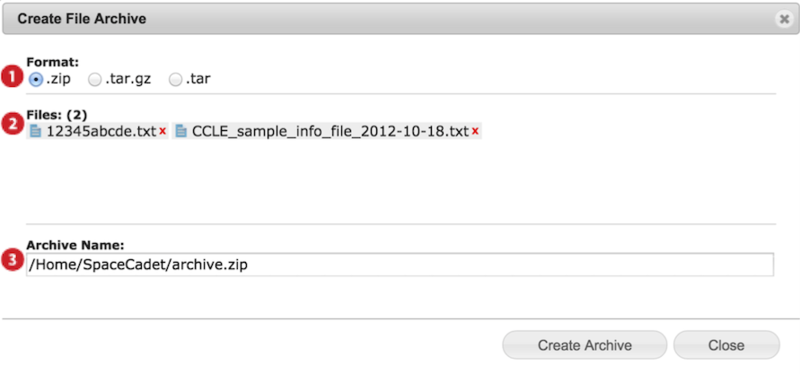 Create File Archive
Format:
1 .zip .tar.gz .tar
Files: (2)
2 12345abcde.txt x CCLE_sample_info_file_2012-10-18.txt x
Archive Name:
3 /Home/SpaceCadet/archive.zip
Create Archive Close